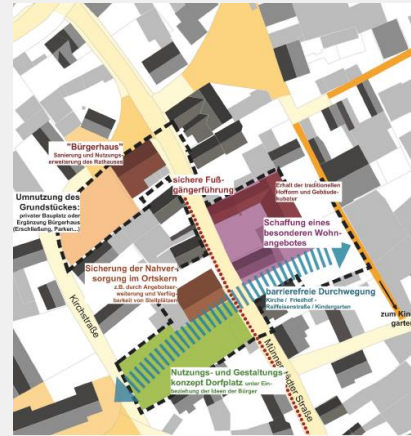 "Bürgerhaus"
Sanierung und Nutzungs-
erweiterung des Rathauses
sichere Fuß-
gängerführung
Erhalt der traditionellen
Hofform und Gebäude-
kubatur
Umnutzung des
Grundstückes:
privater Bauplatz oder
Ergänzung Bürgerhaus
(Erschließung, Parken...)
Schaffung eines
besonderen Wohn-
angebotes
Sicherung der Nahver-
sorgung im Ortskern
z.B. durch Angebotser-
weiterung und Verfüg-
barkeit von Stellplätzen
barrierefreie Durchwegung
Kirche / Friedhof -
Raiffeisenstraße / Kindergarten
zum Kin
garten
Kirchstraße
Münnerstädter Straße
Nutzungs- und Gestaltungs-
konzept Dorfplatz unter Ein-
beziehung der Ideen der Bürger